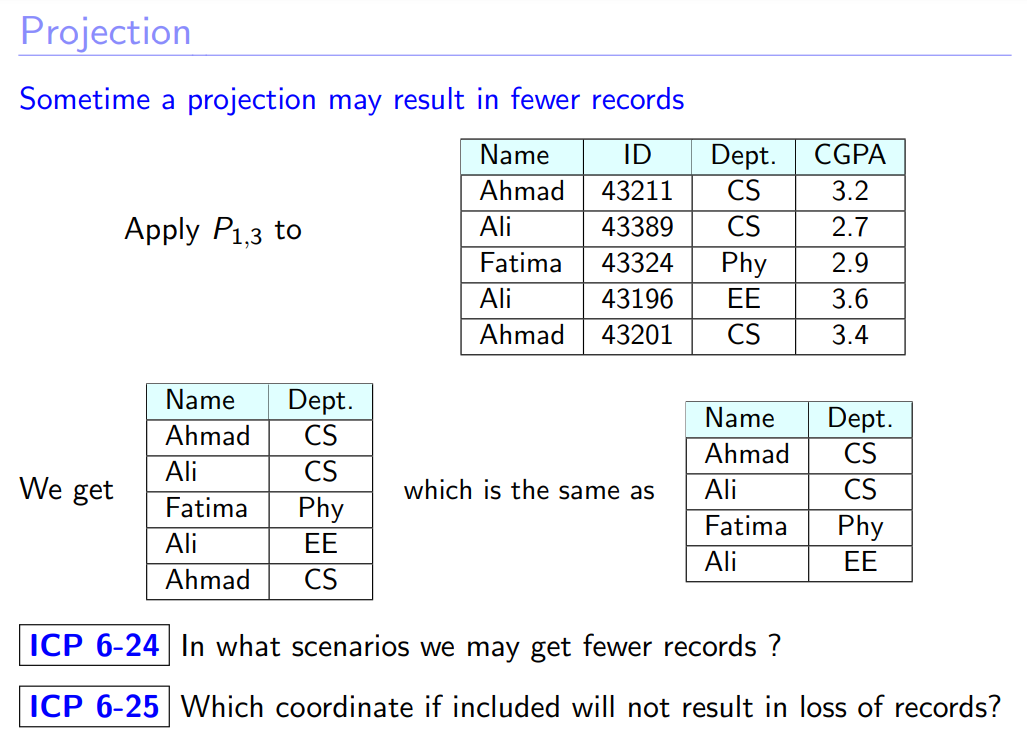 Projection
Sometime a projection may result in fewer records
Apply P1,3 to
Name ID Dept. CGPA
Ahmad 43211 CS 3.2
Ali 43389 CS 2.7
Fatima 43324 Phy 2.9
Ali 43196 EE 3.6
Ahmad 43201 CS 3.4
We get
Name Dept.
Ahmad CS
Ali CS
Fatima Phy
Ali EE
Ahmad CS
which is the same as
Name Dept.
Ahmad CS
Ali CS
Fatima Phy
Ali EE
ICP 6-24 In what scenarios we may get fewer records ?
ICP 6-25 Which coordinate if included will not result in loss of records?